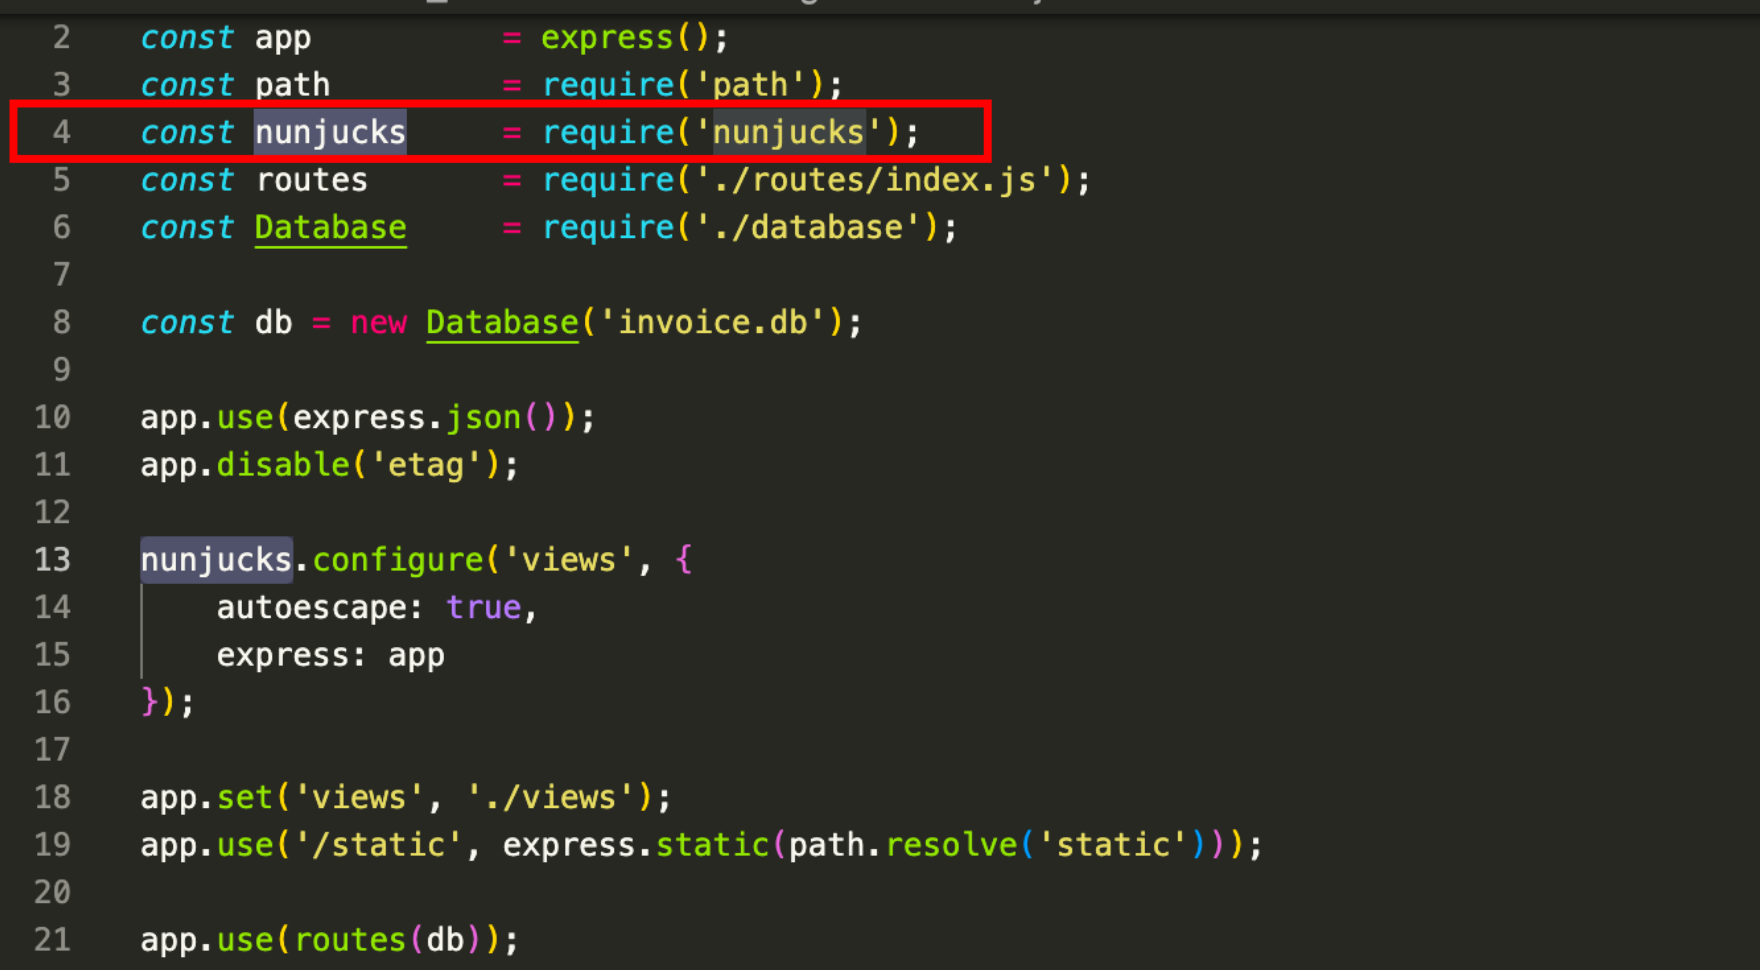 2 const app = express();
3 const path = require('path');
4 const nunjucks = require('nunjucks');
5 const routes = require('./routes/index.js');
6 const Database = require('./database');
7
8 const db = new Database('invoice.db');
9
10 app.use(express.json());
11 app.disable('etag');
12
13 nunjucks.configure('views', {
14 autoescape: true,
15 express: app
16 });
17
18 app.set('views', './views');
19 app.use('/static', express.static(path.resolve('static')));
20
21 app.use(routes(db));